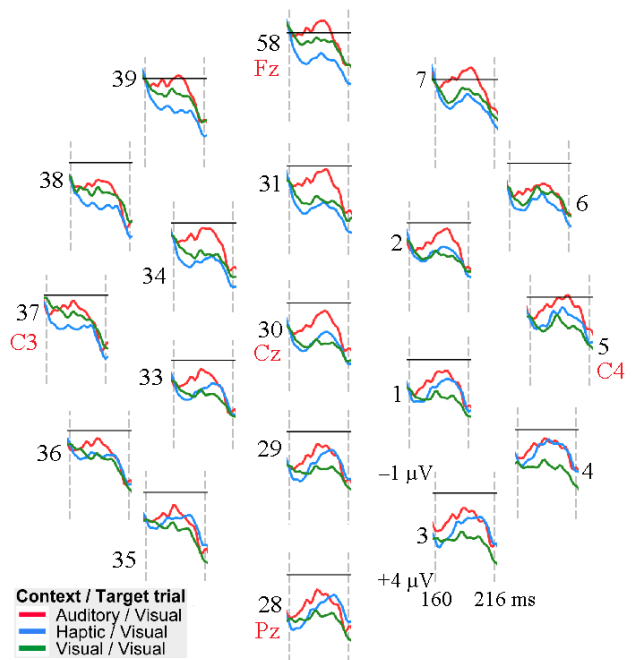 58
Fz
39
7
38
31
6
2
34
37
C3
30
Cz
5
C4
33
1
36
29
−1 µV
4
35
3
+4 µV
28
Pz
160
216 ms
Context / Target trial
Auditory / Visual
Haptic / Visual
Visual / Visual